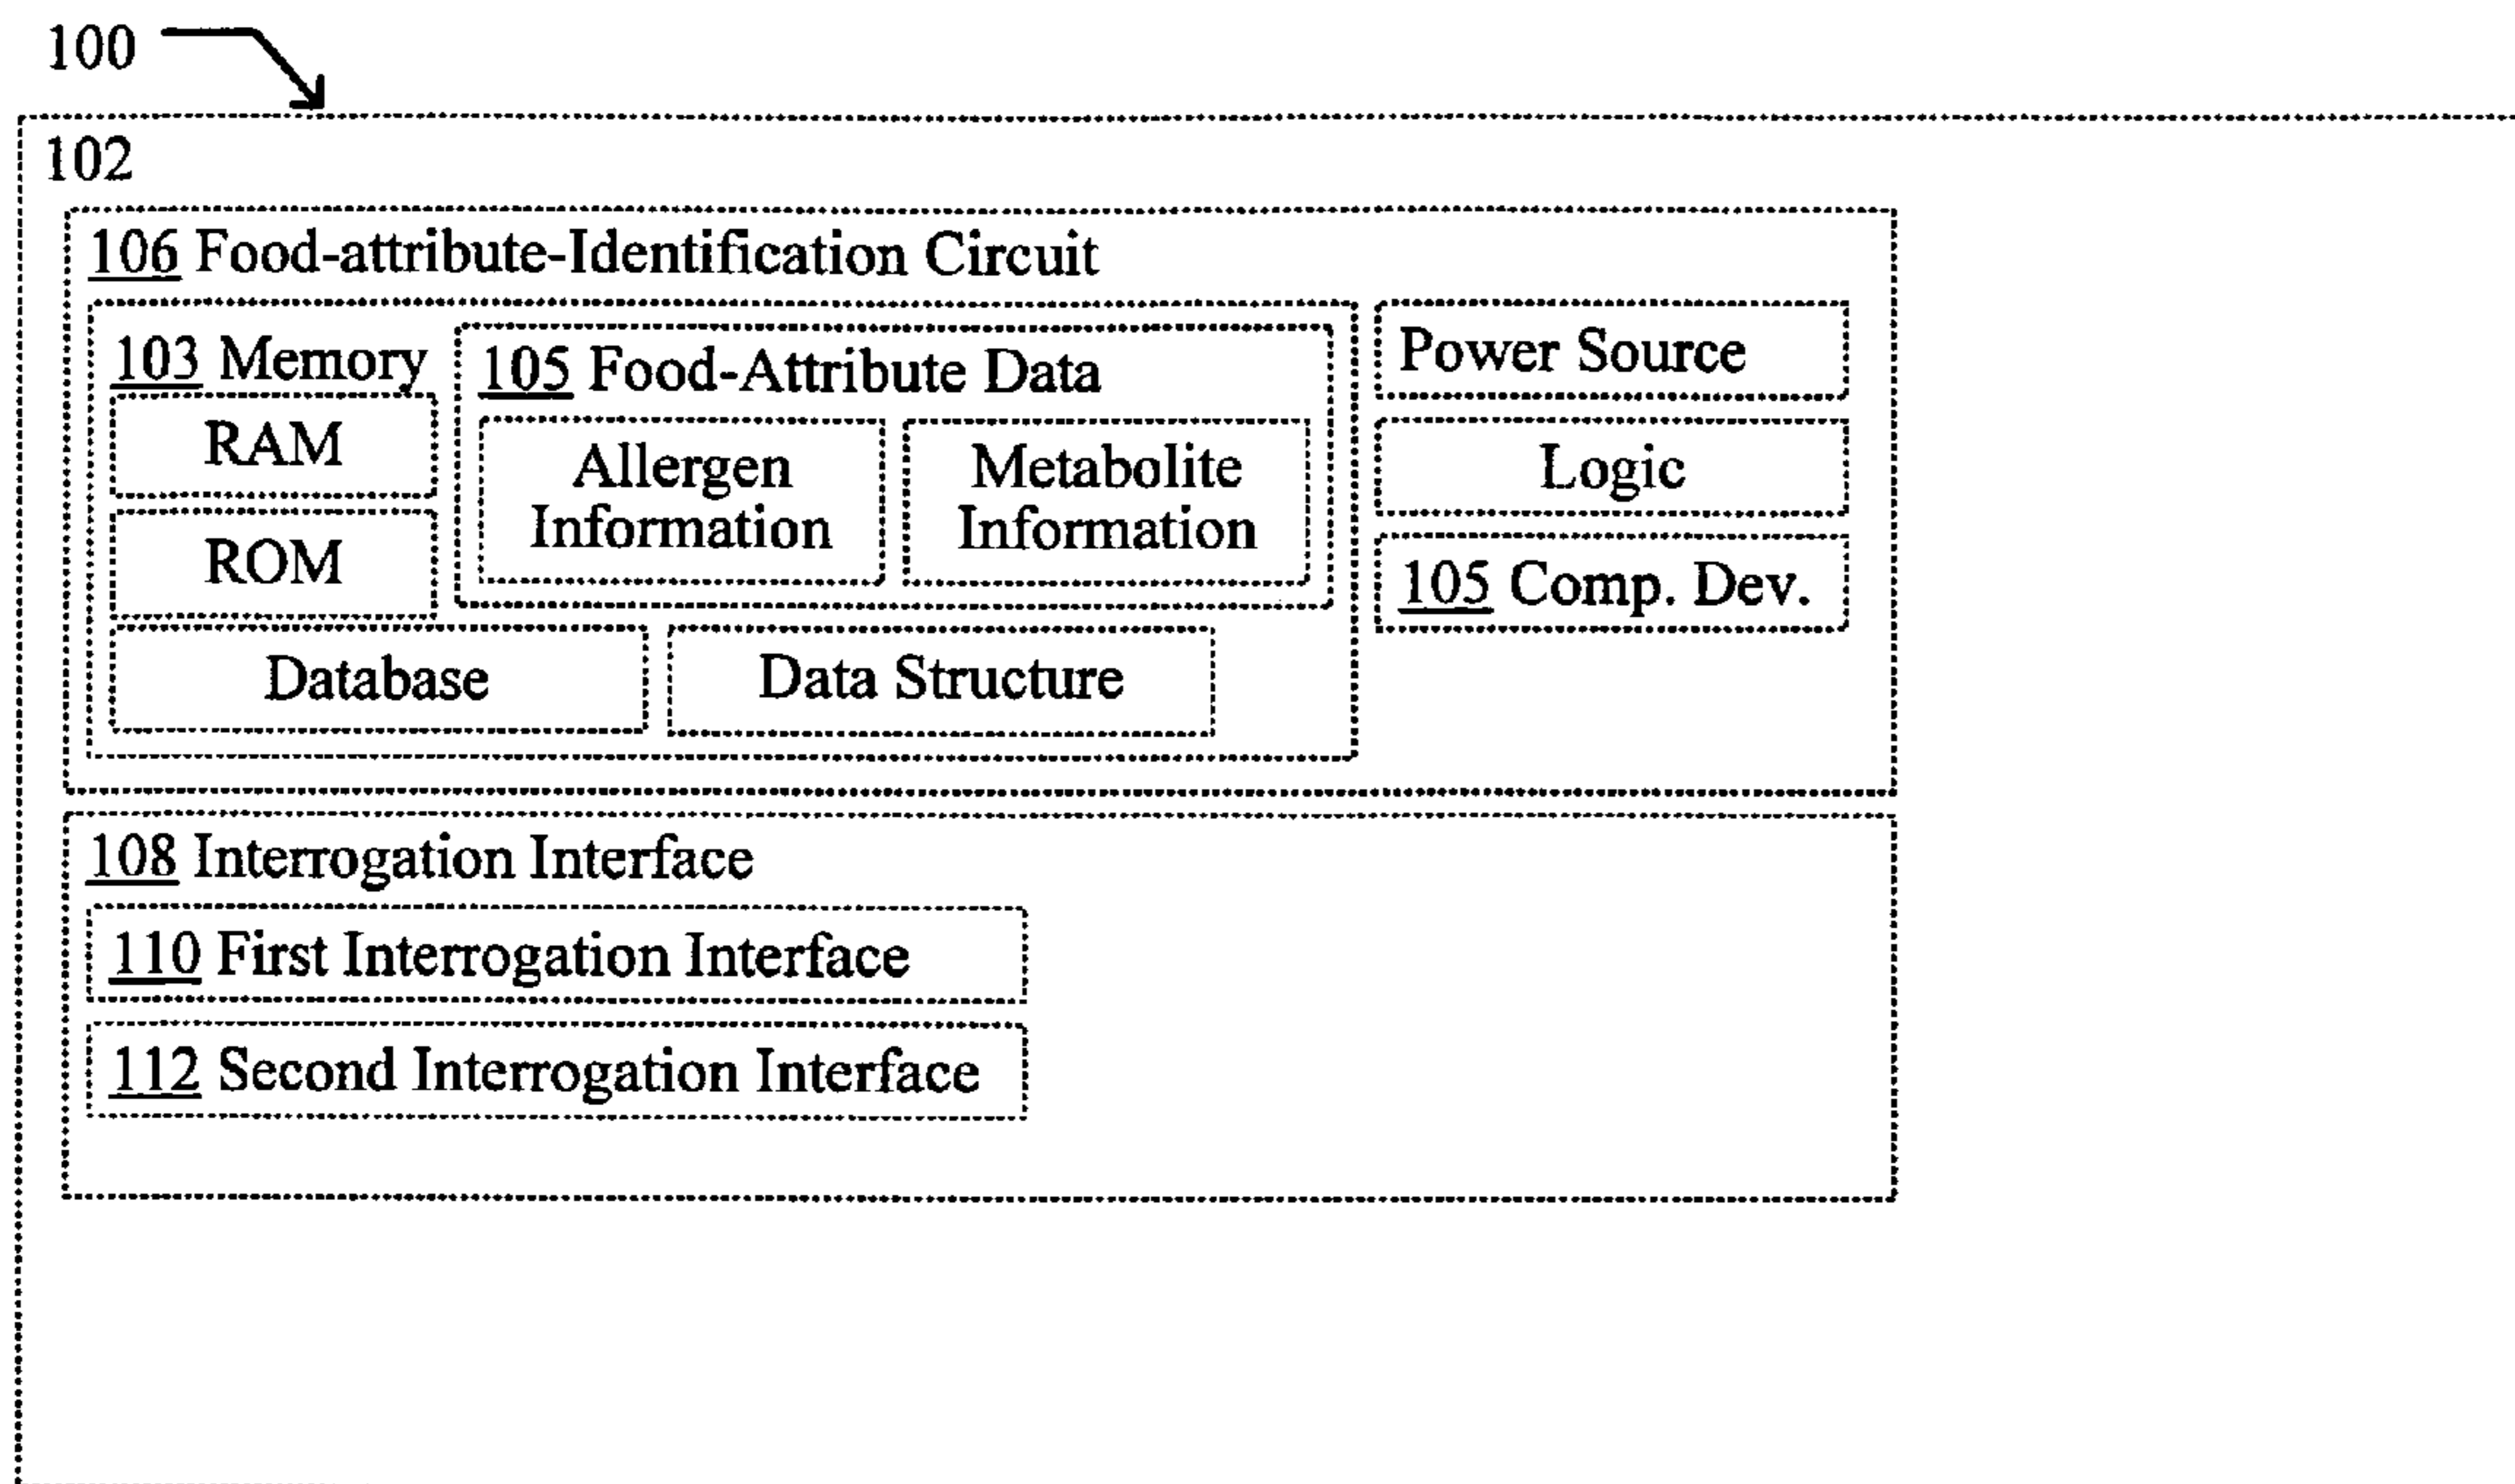 100
102
106 Food-attribute-Identification Circuit
103 Memory
RAM
ROM
105 Food-Attribute Data
Allergen
Information
Metabolite
Information
Database
Data Structure
Power Source
Logic
105 Comp. Dev.
108 Interrogation Interface
110 First Interrogation Interface
112 Second Interrogation Interface